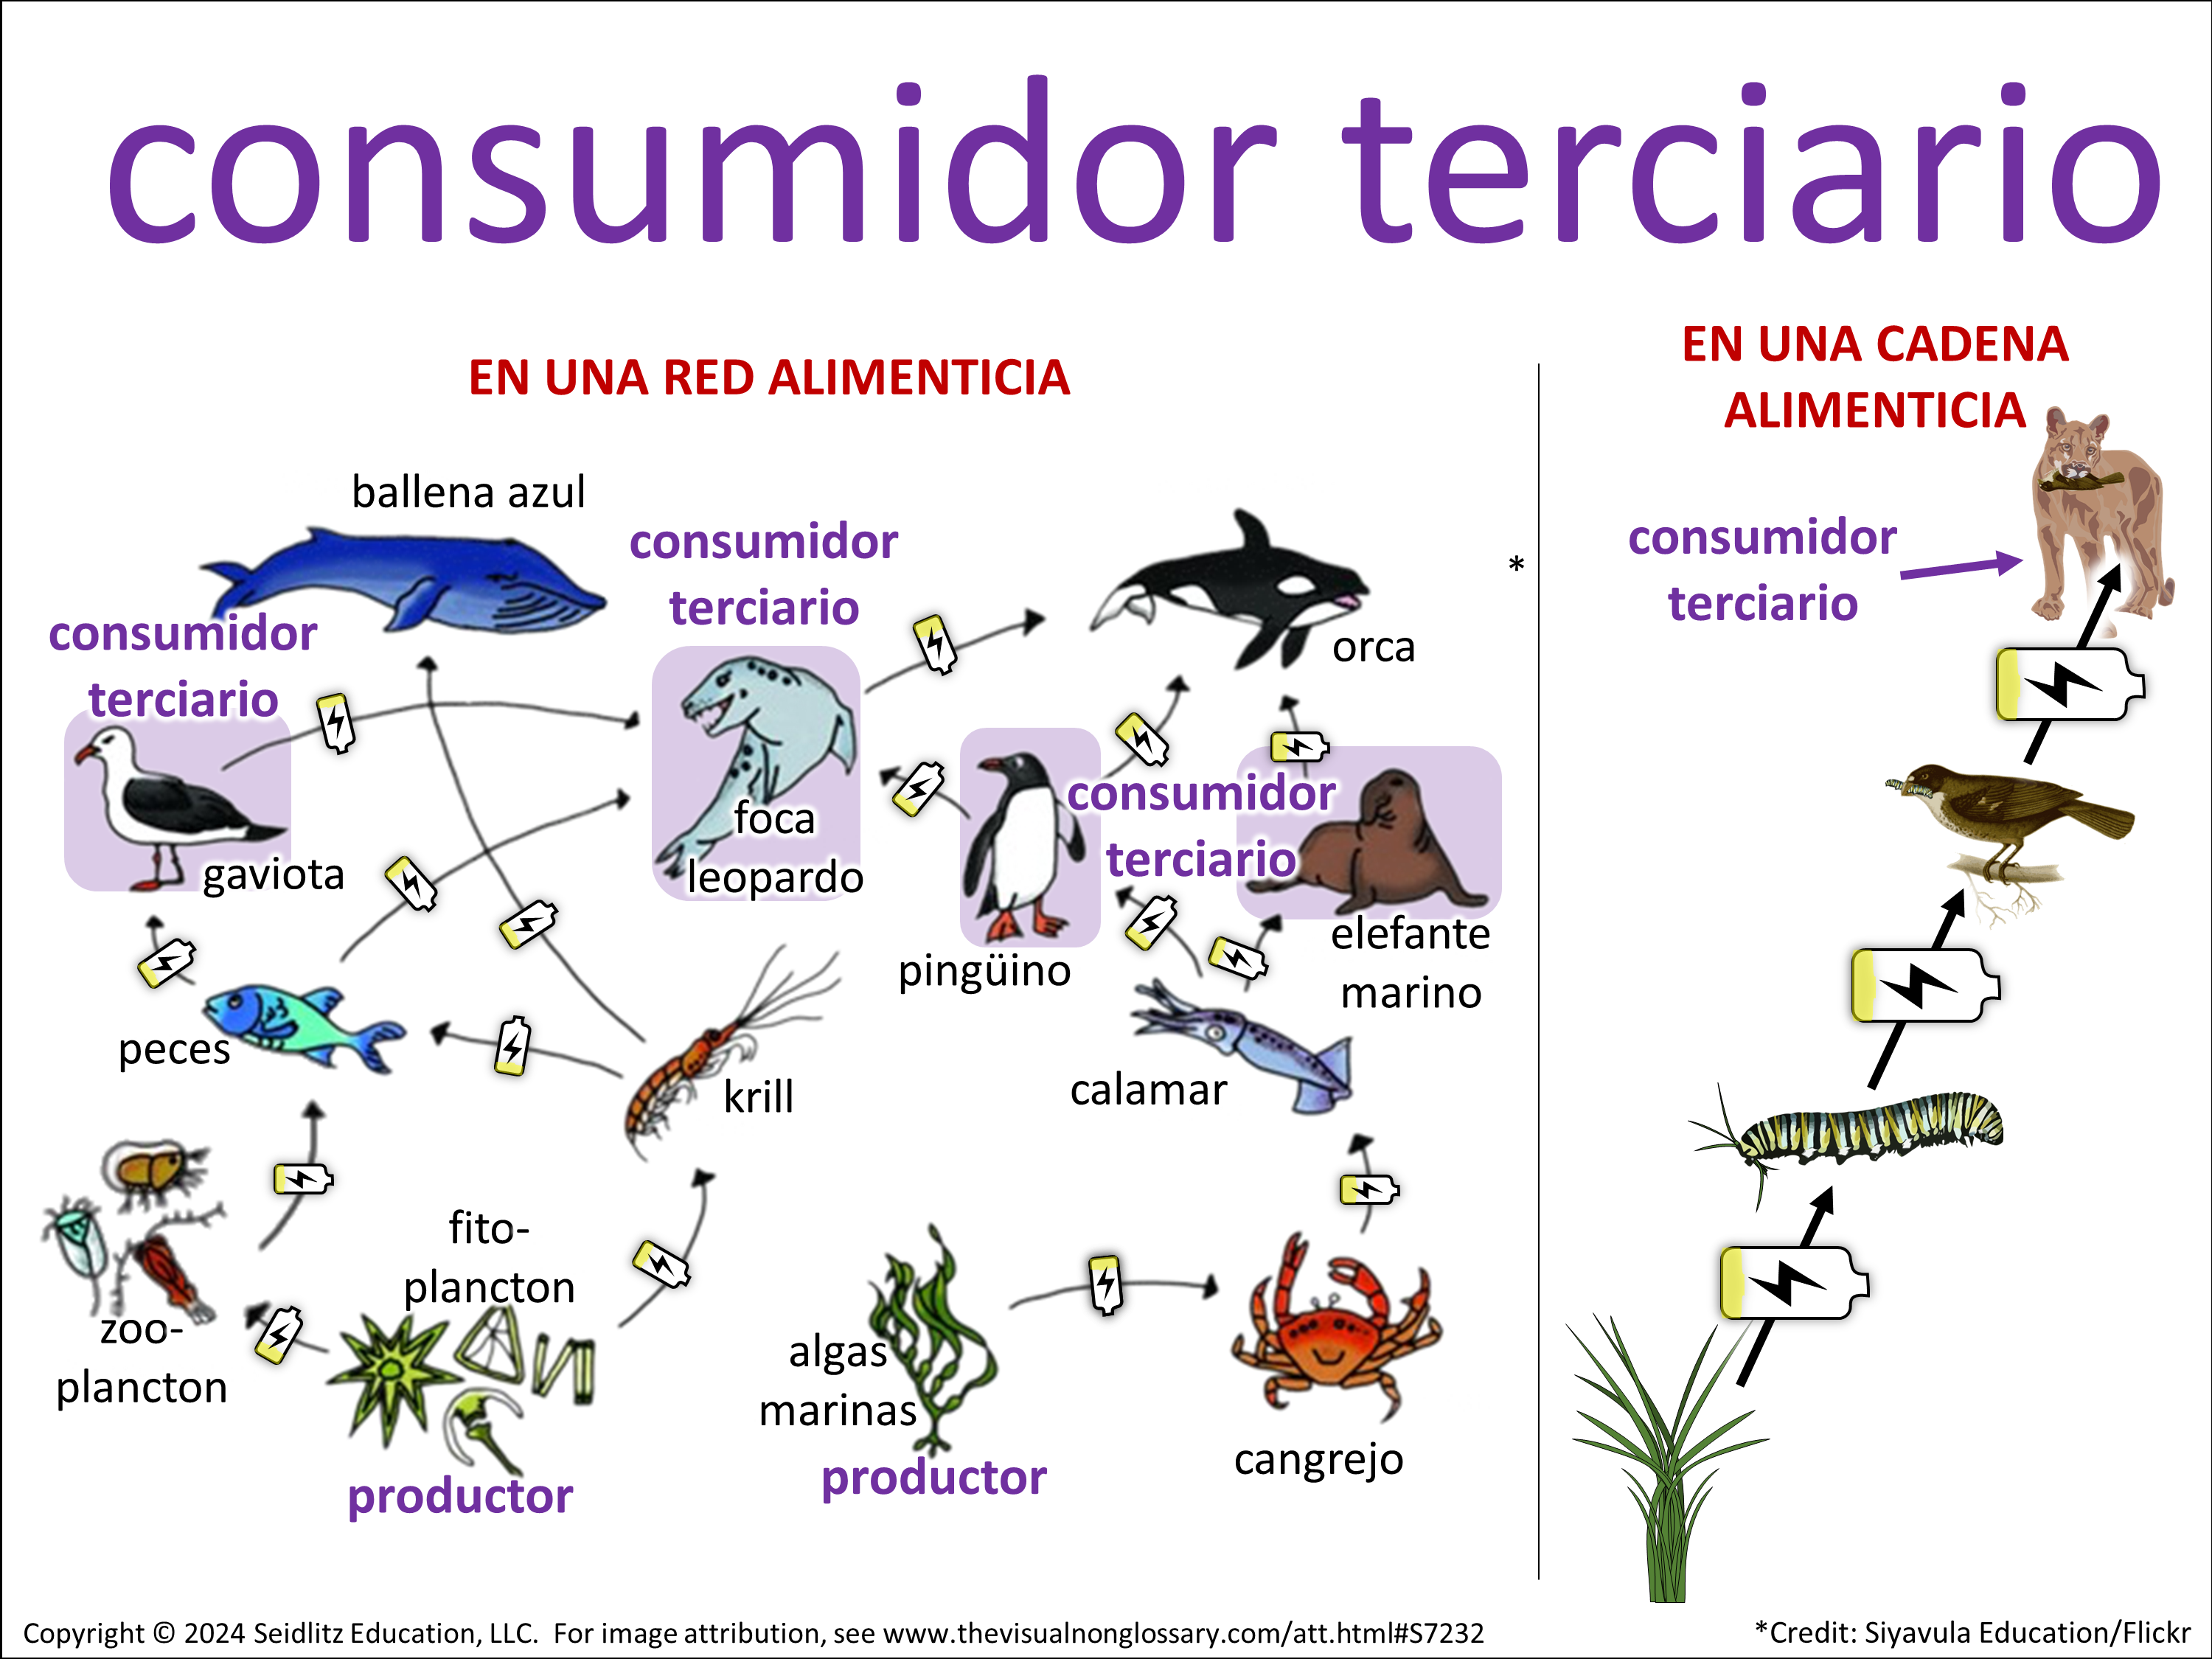 consumidor terciario
EN UNA RED ALIMENTICIA
EN UNA CADENA
ALIMENTICIA
ballena azul
consumidor
terciario
consumidor
terciario
orca
*
consumidor
terciario
gaviota
foca
leopardo
pingüino
consumidor
terciario
elefante
marino
peces
krill
calamar
zoo-
plancton
fito-
plancton
productor
algas
marinas
productor
cangrejo
Copyright © 2024 Seidlitz Education, LLC.  For image attribution, see www.thevisualnonglossary.com/att.html#S7232
*Credit: Siyavula Education/Flickr